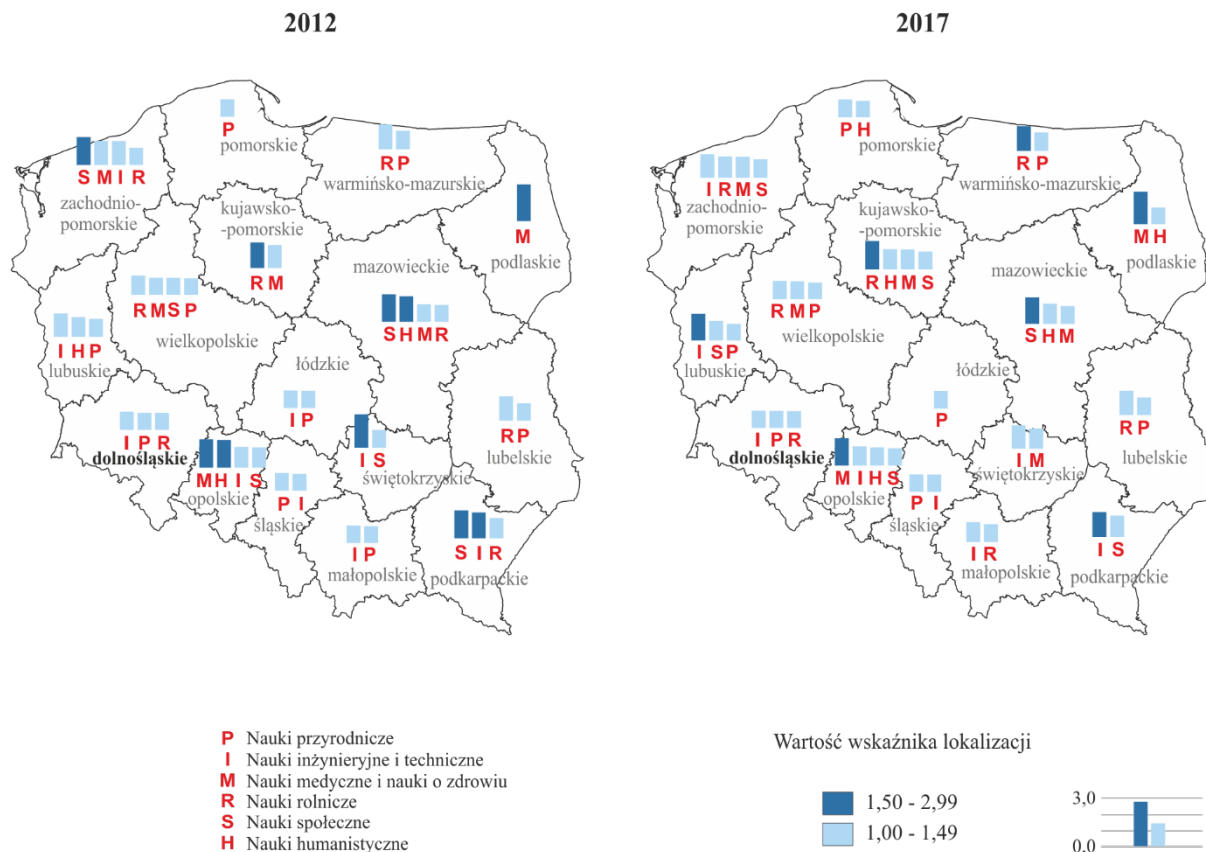 2012
P
pomorskie
R P
warmińsko-mazurskie
S M I R
zachodnio-
pomorskie
kujawsko-
-pomorskie
R M
M
podlaskie
mazowieckie
S H M R
R M S P
wielkopolskie
I H P
lubuskie
łódzkie
I P
R P
lubelskie
I P R
dolnośląskie
M H I S
opolskie
I S
świętokrzyskie
P I
śląskie
I P
małopolskie
S I R
podkarpackie
2017
P H
pomorskie
R P
warmińsko-mazurskie
I R M S
zachodnio-
pomorskie
kujawsko-
-pomorskie
R H M S
M H
podlaskie
mazowieckie
S H M
R M P
wielkopolskie
I S P
lubuskie
łódzkie
P
R P
lubelskie
I P R
dolnośląskie
M I H S
opolskie
I M
świętokrzyskie
P I
śląskie
I R
małopolskie
I S
podkarpackie
P Nauki przyrodnicze
I Nauki inżynieryjne i techniczne
M Nauki medyczne i nauki o zdrowiu
R Nauki rolnicze
S Nauki społeczne
H Nauki humanistyczne
Wartość wskaźnika lokalizacji
1,50 - 2,99
1,00 - 1,49
3.0
0.0